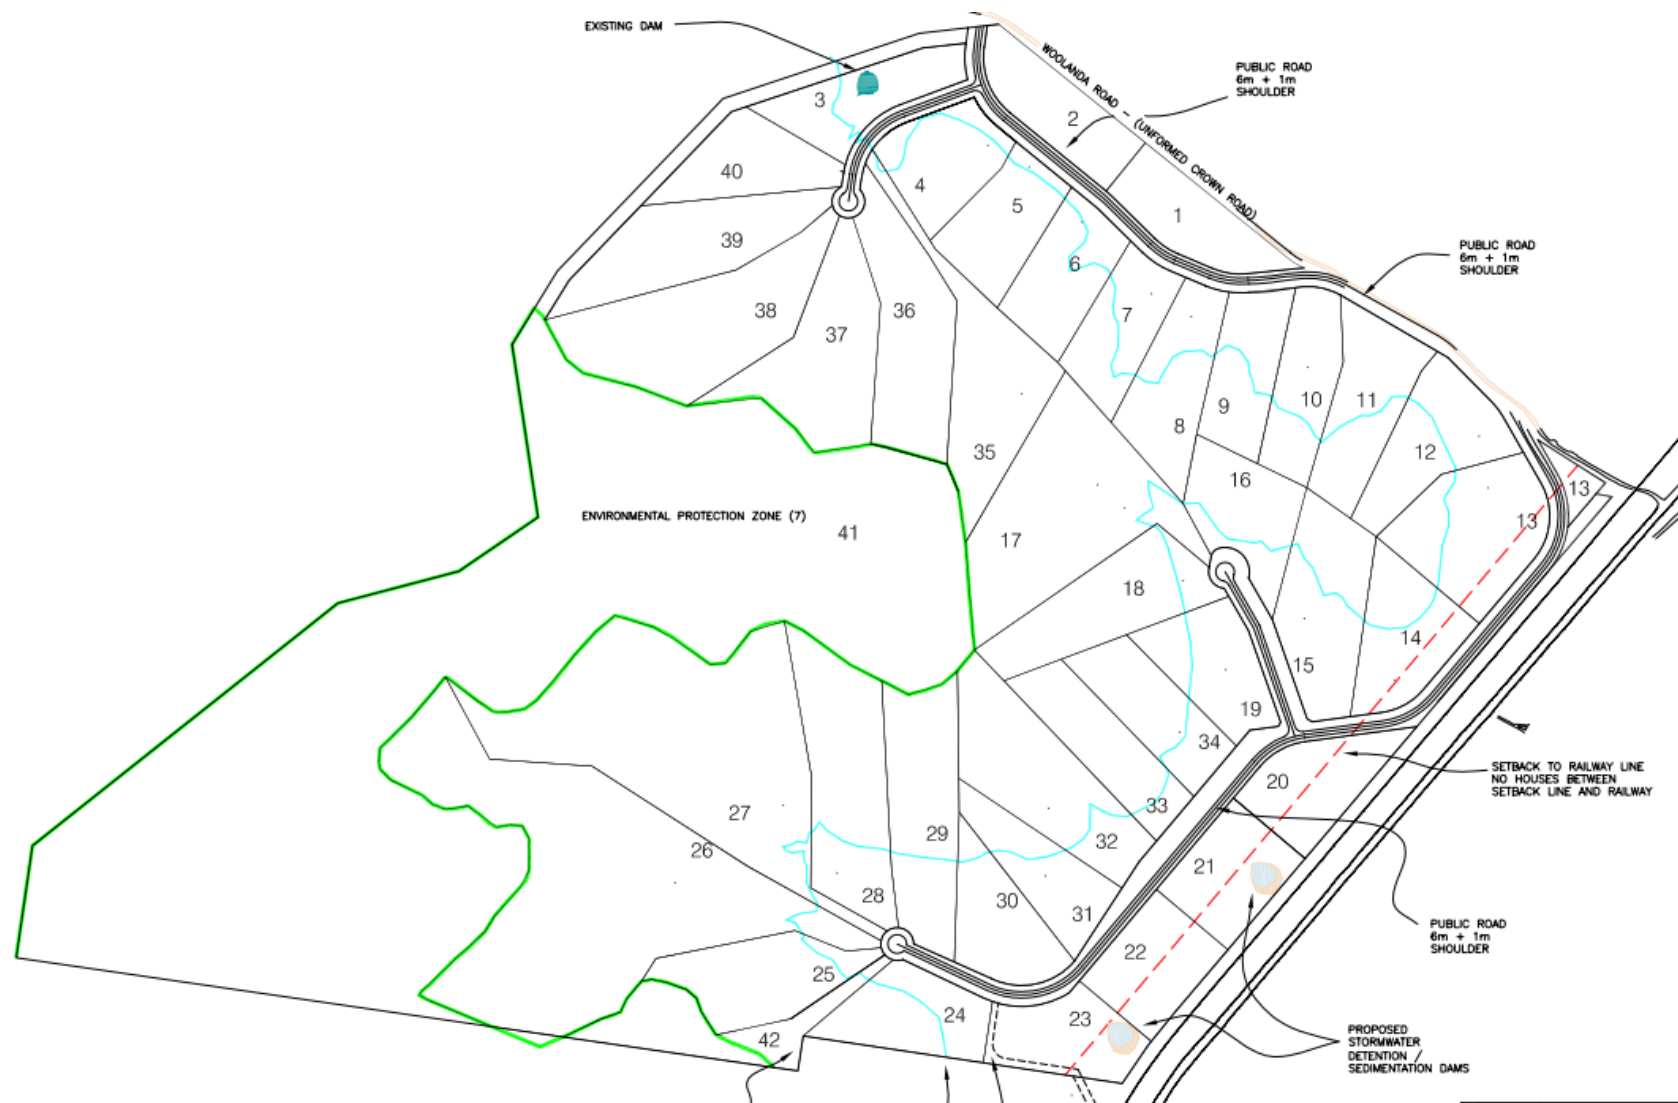 EXISTING DAM
WOOLANDA ROAD - (UNFORMED CROWN ROAD)
PUBLIC ROAD
6m + 1m
SHOULDER
PUBLIC ROAD
6m + 1m
SHOULDER
3
2
40
4
5
1
39
6
38
37
36
7
35
8
9
10
11
12
16
13
13
ENVIRONMENTAL PROTECTION ZONE (7)
41
17
18
14
15
19
34
20
SETBACK TO RAILWAY LINE
NO HOUSES BETWEEN
SETBACK LINE AND RAILWAY
27
26
29
33
32
21
28
30
31
22
PUBLIC ROAD
6m + 1m
SHOULDER
25
24
23
42
PROPOSED
STORMWATER
DETENTION /
SEDIMENTATION DAMS